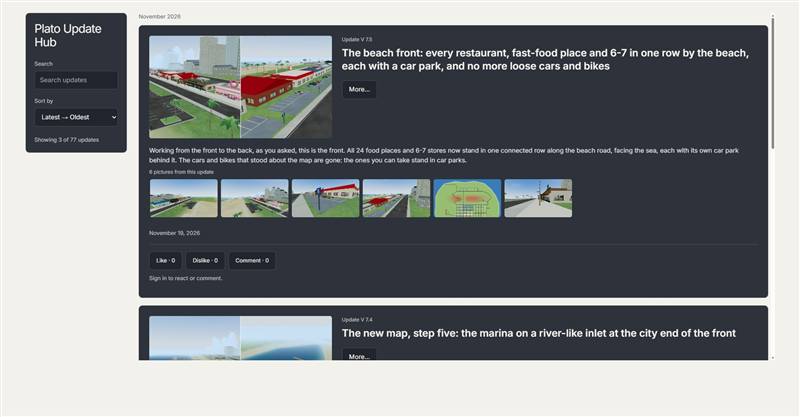 Plato Update
Hub
Search
Search updates
Sort by
Latest → Oldest
Showing 3 of 77 updates
November 2026
Update V 7.5
The beach front: every restaurant, fast-food place and 6-7 in one row by the beach,
each with a car park, and no more loose cars and bikes
More...
Working from the front to the back, as you asked, this is the front. All 24 food places and 6-7 stores now stand in one connected row along the beach road, facing the sea, each with its own car park
behind it. The cars and bikes that stood about the map are gone: the ones you can take stand in car parks.
6 pictures from this update
November 19, 2026
Like · 0
Dislike · 0
Comment · 0
Sign in to react or comment.
Update V 7.4
The new map, step five: the marina on a river-like inlet at the city end of the front
More...